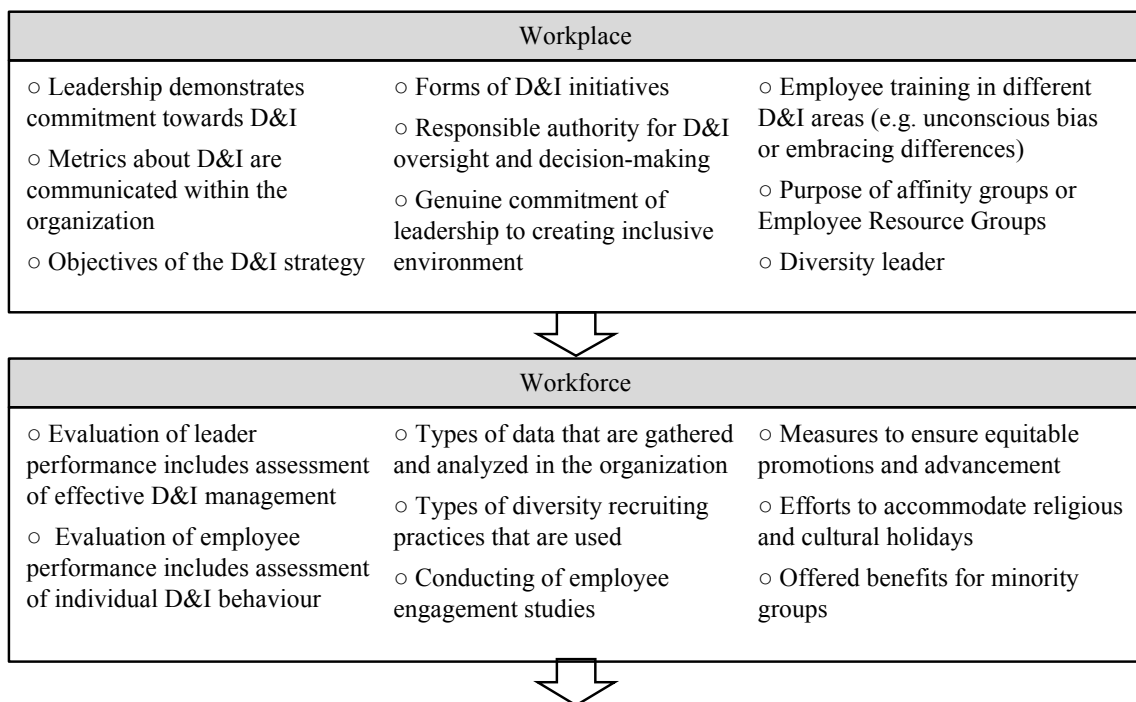 Workplace
○ Leadership demonstrates
commitment towards D&I
○ Metrics about D&I are
communicated within the
organization
○ Objectives of the D&I strategy
○ Forms of D&I initiatives
○ Responsible authority for D&I
oversight and decision-making
○ Genuine commitment of
leadership to creating inclusive
environment
○ Employee training in different
D&I areas (e.g. unconscious bias
or embracing differences)
○ Purpose of affinity groups or
Employee Resource Groups
○ Diversity leader
Workforce
○ Evaluation of leader
performance includes assessment
of effective D&I management
○ Evaluation of employee
performance includes assessment
of individual D&I behaviour
○ Types of data that are gathered
and analyzed in the organization
○ Types of diversity recruiting
practices that are used
○ Conducting of employee
engagement studies
○ Measures to ensure equitable
promotions and advancement
○ Efforts to accommodate religious
and cultural holidays
○ Offered benefits for minority
groups